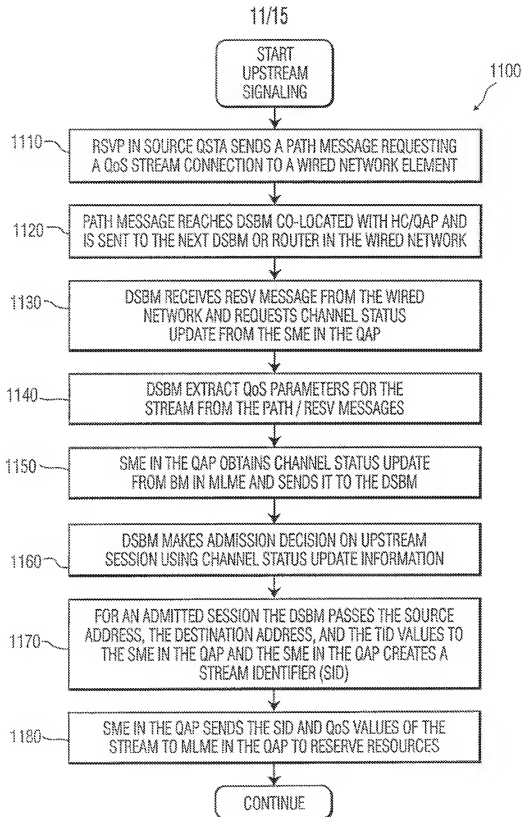 11/15
START
UPSTREAM
SIGNALING
1100
1110
RSVP IN SOURCE QSTA SENDS A PATH MESSAGE REQUESTING
A QoS STREAM CONNECTION TO A WIRED NETWORK ELEMENT
1120
PATH MESSAGE REACHES DSBM CO-LOCATED WITH HC/QAP AND
IS SENT TO THE NEXT DSBM OR ROUTER IN THE WIRED NETWORK
1130
DSBM RECEIVES RESV MESSAGE FROM THE WIRED
NETWORK AND REQUESTS CHANNEL STATUS
UPDATE FROM THE SME IN THE QAP
1140
DSBM EXTRACT QoS PARAMETERS FOR THE
STREAM FROM THE PATH / RESV MESSAGES
1150
SME IN THE QAP OBTAINS CHANNEL STATUS UPDATE
FROM BM IN MLME AND SENDS IT TO THE DSBM
1160
DSBM MAKES ADMISSION DECISION ON UPSTREAM
SESSION USING CHANNEL STATUS UPDATE INFORMATION
1170
FOR AN ADMITTED SESSION THE DSBM PASSES THE SOURCE
ADDRESS, THE DESTINATION ADDRESS, AND THE TID VALUES TO
THE SME IN THE QAP AND THE SME IN THE QAP CREATES A
STREAM IDENTIFIER (SID)
1180
SME IN THE QAP SENDS THE SID AND QoS VALUES OF THE
STREAM TO MLME IN THE QAP TO RESERVE RESOURCES
CONTINUE